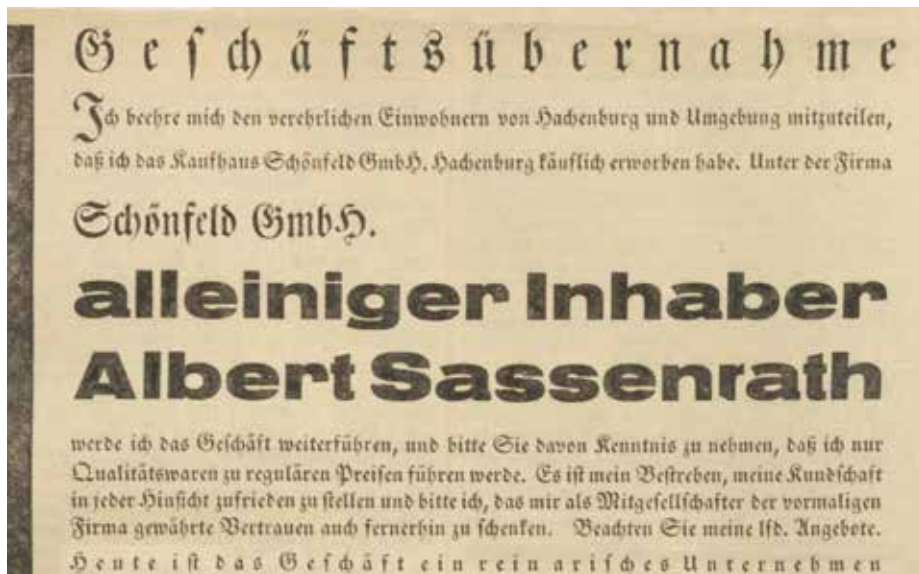 Geschäftsübernahme
Ich beehre mich den verehrlichen Einwohnern von Hachenburg und Umgebung mitzuteilen,
daß ich das Kaufhaus Schönfeld GmbH. Hachenburg käuflich erworben habe. Unter der Firma
Schönfeld GmbH.
alleiniger Inhaber
Albert Sassenrath
werde ich das Geschäft weiterführen, und bitte Sie davon Kenntnis zu nehmen, daß ich nur
Qualitätswaren zu regulären Preisen führen werde. Es ist mein Bestreben, meine Kundschaft
in jeder Hinsicht zufrieden zu stellen und bitte ich, das mir als Mitgesellschafter der vormaligen
Firma gewährte Vertrauen auch fernerhin zu schenken. Beachten Sie meine lfd. Angebote.
Heute ist das Geschäft ein rein arisches Unternehmen